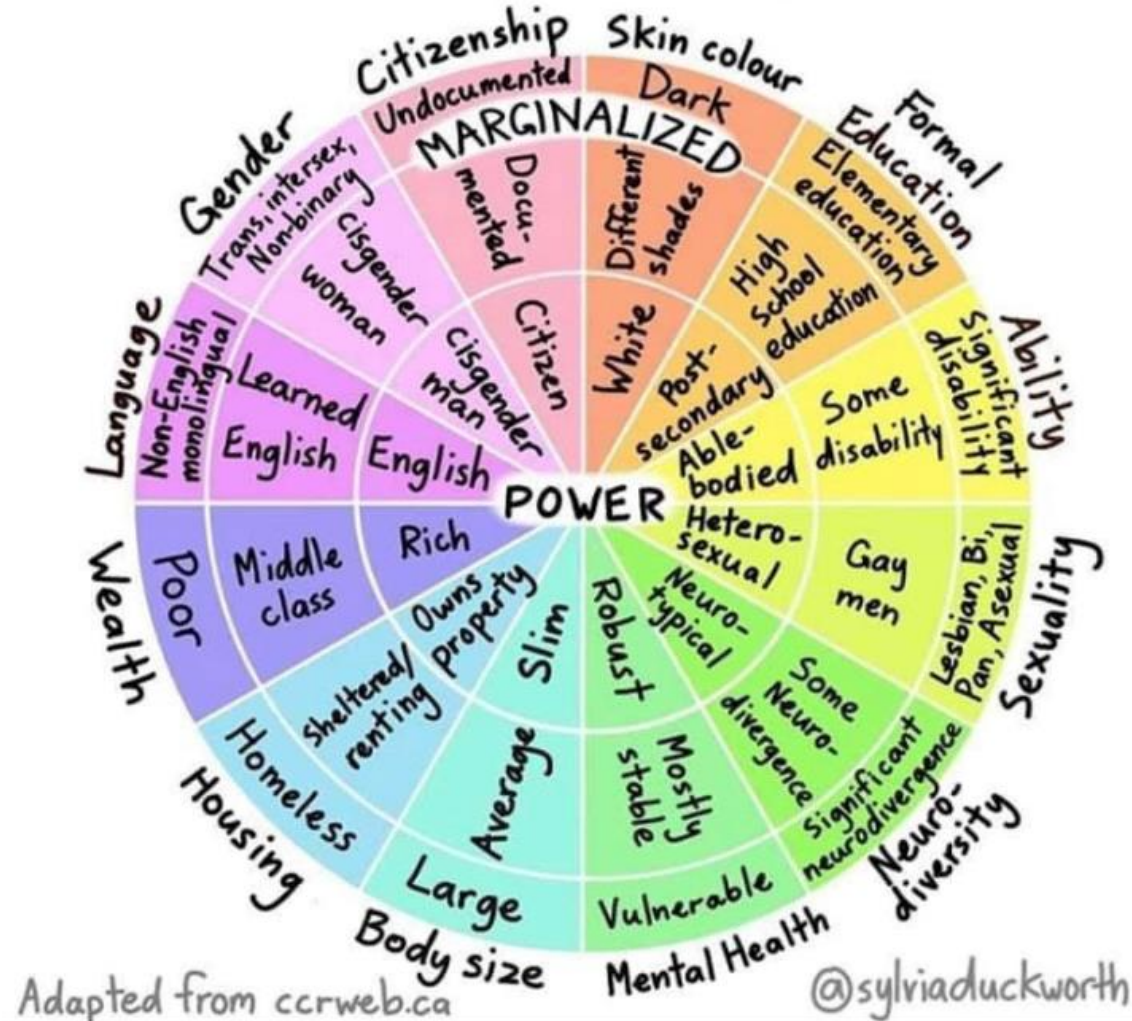 Citizenship
Undocumented
Docu-
mented
Citizen
Skin colour
Dark
Different
shades
White
Formal
Education
Elementary
education
High
school
education
Post-
secondary
Ability
Significant
disability
Some
disability
Able-
bodied
Sexuality
Lesbian, Bi,
Pan, Asexual
Gay
men
Hetero-
sexual
Neuro-
diversity
Significant
neurodivergence
Some
Neuro-
divergence
Neuro-
typical
Mental Health
Vulnerable
Mostly
stable
Robust
Body size
Large
Average
Slim
Housing
Homeless
Sheltered/
renting
Owns
property
Wealth
Poor
Middle
class
Rich
Language
Non-English
monolingual
Learned
English
English
Gender
Trans, intersex,
Non-binary
cisgender
woman
cisgender
man
MARGINALIZED
POWER
Adapted from ccrweb.ca
@sylviaduckworth